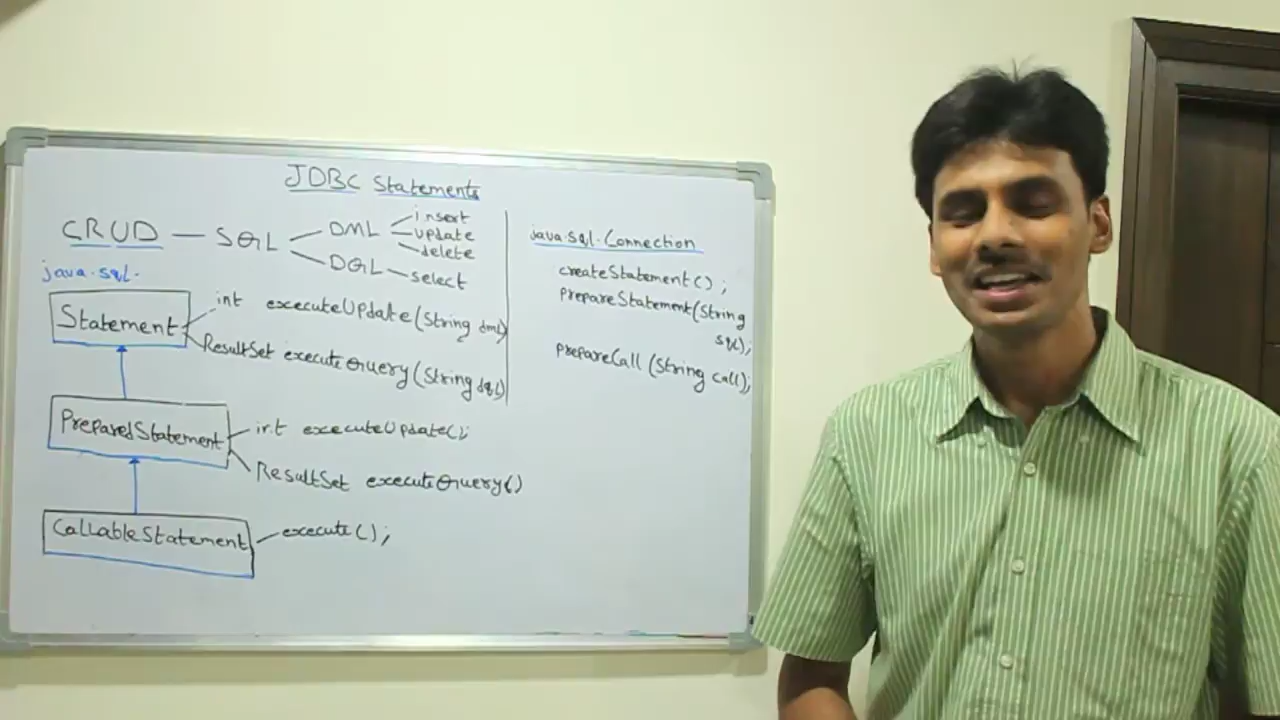 JDBC Statements
CRUD — SQL
DML
insert
update
delete
DQL — select
java.sql.
Statement
int executeUpdate(String dml)
ResultSet executeQuery(String dql)
PreparedStatement
int executeUpdate();
ResultSet executeQuery()
CallableStatement
execute();
java.sql.Connection
createStatement();
PrepareStatement(String
sql);
prepareCall(String call);